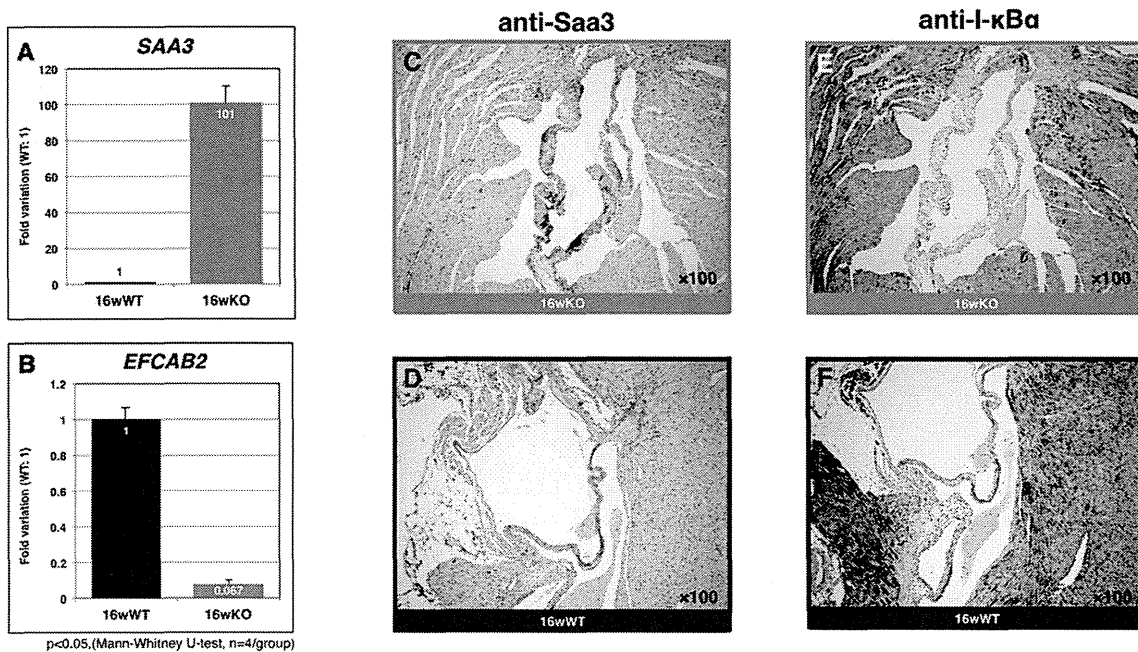 anti-Saa3
anti-I-κBα
A
SAA3
Fold variation (WT: 1)
120
100
80
60
40
20
0
101
1
16wWT
16wKO
C
×100
16wKO
E
×100
16wKO
B
EFCAB2
Fold variation (WT: 1)
1.2
1
0.8
0.6
0.4
0.2
0
1
0.067
16wWT
16wKO
p<0.05,(Mann-Whitney U-test, n=4/group)
D
×100
16wWT
F
×100
16wWT